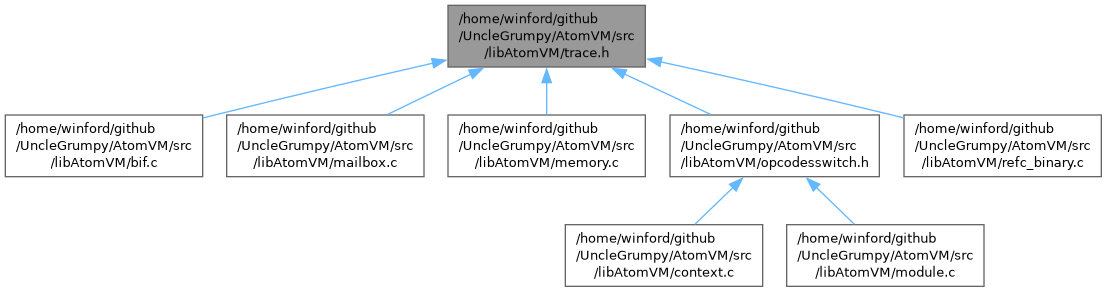 /home/winford/github
/UncleGrumpy/AtomVM/src
/libAtomVM/trace.h
/home/winford/github
/UncleGrumpy/AtomVM/src
/libAtomVM/bif.c
/home/winford/github
/UncleGrumpy/AtomVM/src
/libAtomVM/mailbox.c
/home/winford/github
/UncleGrumpy/AtomVM/src
/libAtomVM/memory.c
/home/winford/github
/UncleGrumpy/AtomVM/src
/libAtomVM/opcodesswitch.h
/home/winford/github
/UncleGrumpy/AtomVM/src
/libAtomVM/refc_binary.c
/home/winford/github
/UncleGrumpy/AtomVM/src
/libAtomVM/context.c
/home/winford/github
/UncleGrumpy/AtomVM/src
/libAtomVM/module.c